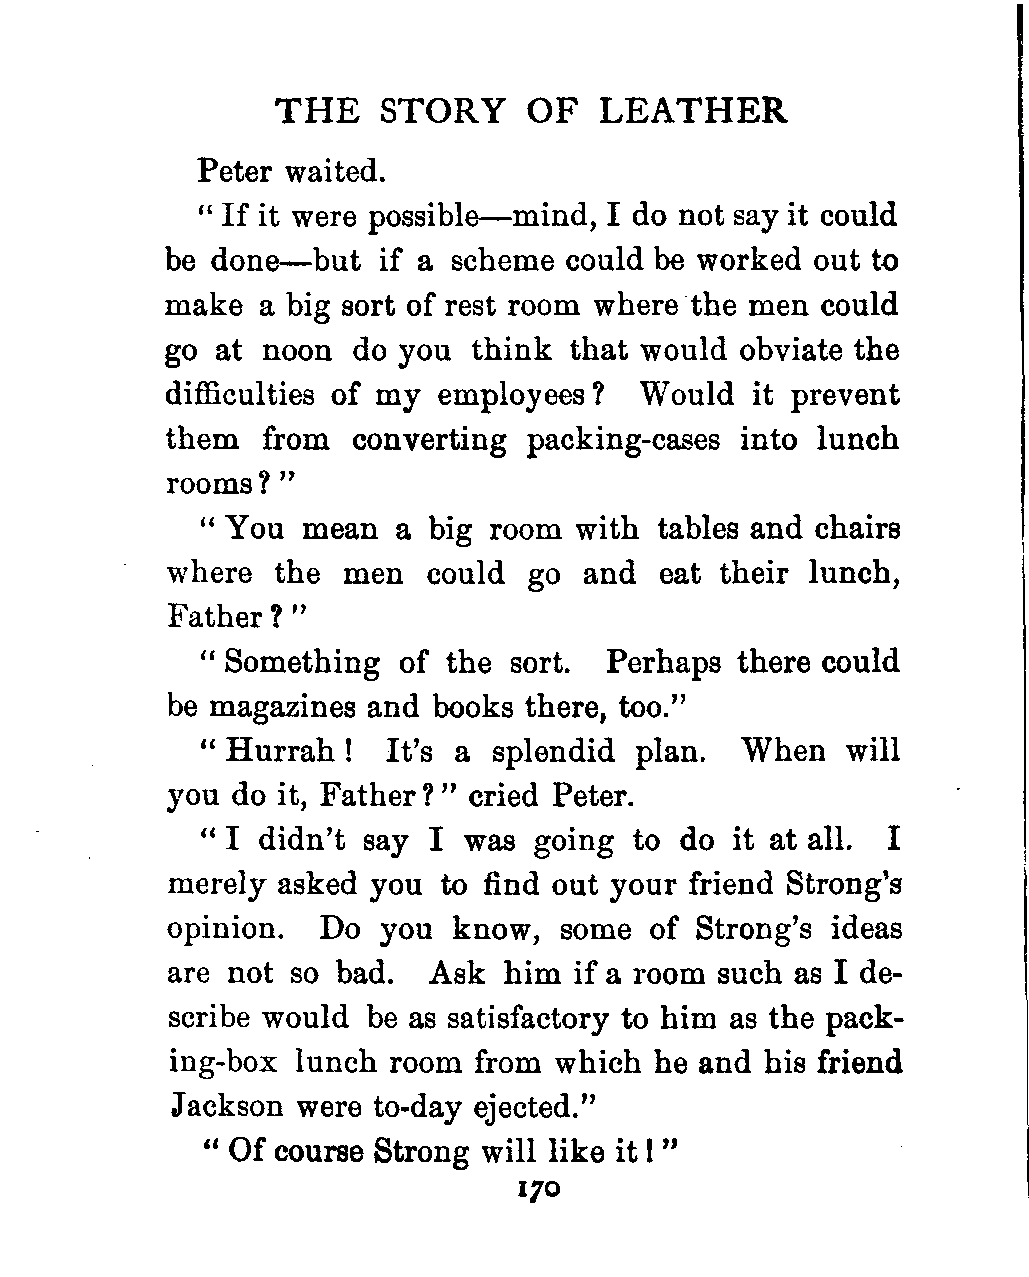 THE STORY OF LEATHER
Peter waited.
“If it were possible—mind, I do not say it could
be done—but if a scheme could be worked out to
make a big sort of rest room where the men could
go at noon do you think that would obviate the
difficulties of my employees? Would it prevent
them from converting packing-cases into lunch
rooms?”
“You mean a big room with tables and chairs
where the men could go and eat their lunch,
Father?”
“Something of the sort. Perhaps there could
be magazines and books there, too.”
“Hurrah! It’s a splendid plan. When will
you do it, Father?” cried Peter.
“I didn’t say I was going to do it at all. I
merely asked you to find out your friend Strong’s
opinion. Do you know, some of Strong’s ideas
are not so bad. Ask him if a room such as I de-
scribe would be as satisfactory to him as the pack-
ing-box lunch room from which he and his friend
Jackson were to-day ejected.”
“Of course Strong will like it!”
170